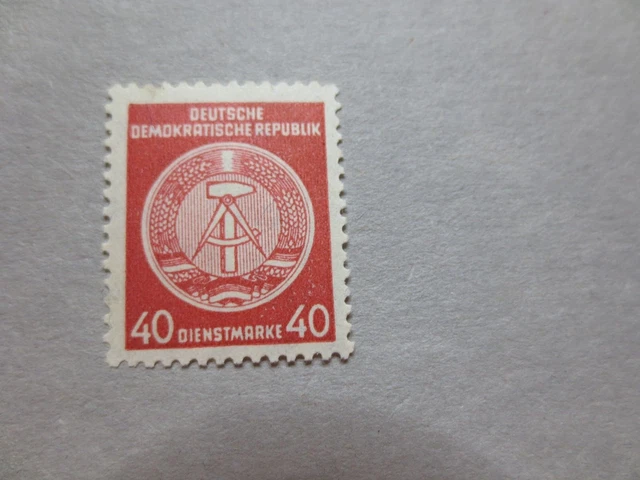 DEUTSCHE
DEMOKRATISCHE REPUBLIK
40 DIENSTMARKE 40